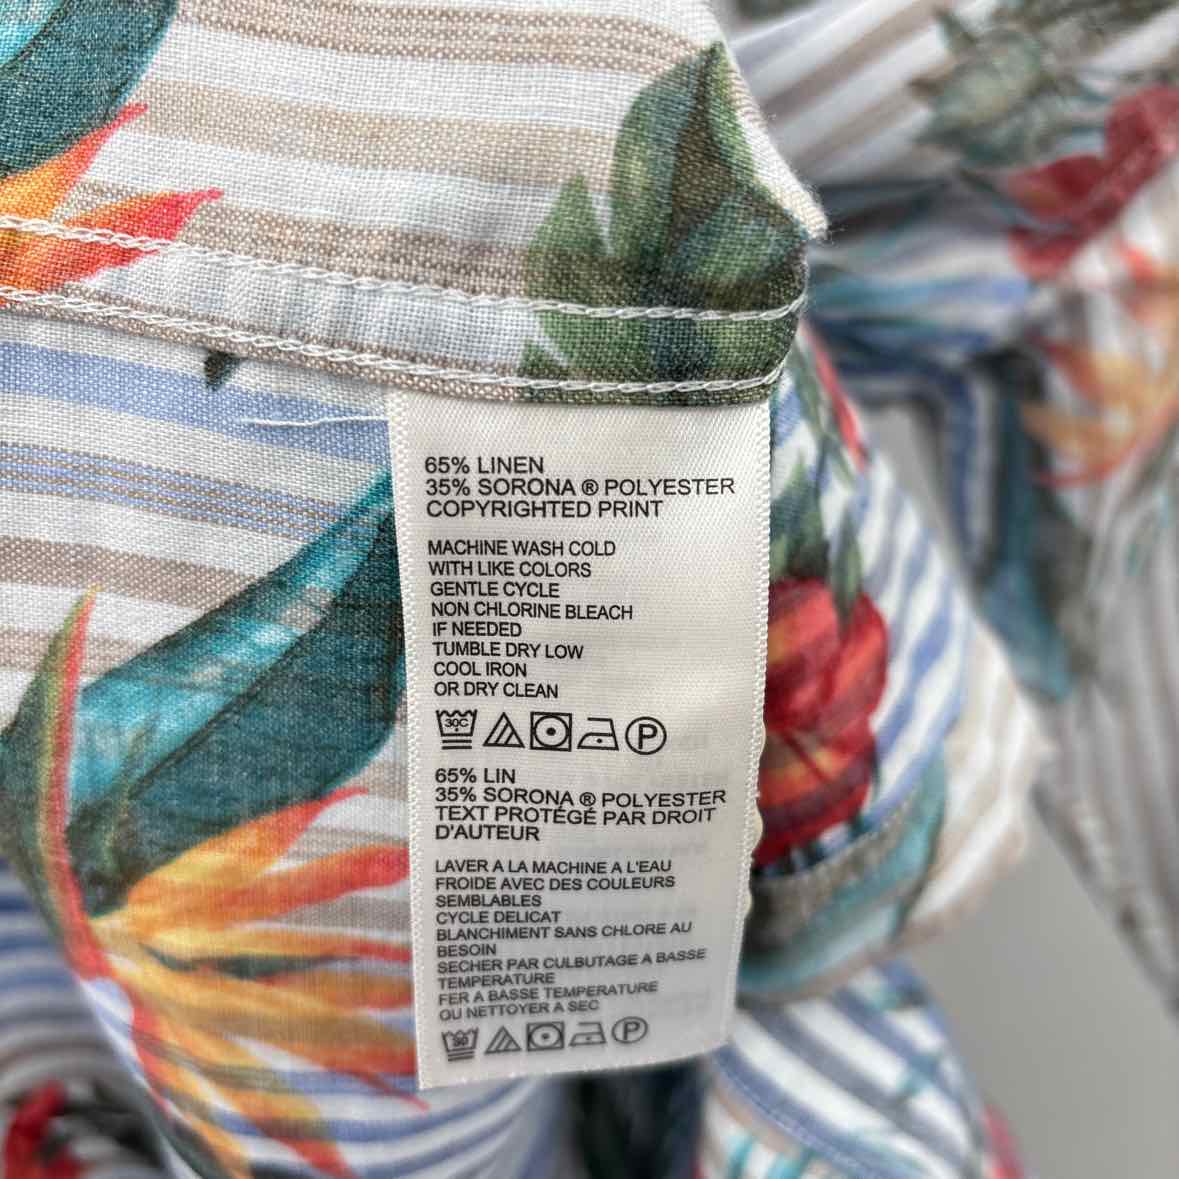 65% LINEN
35% SORONA ® POLYESTER
COPYRIGHTED PRINT
MACHINE WASH COLD
WITH LIKE COLORS
GENTLE CYCLE
NON CHLORINE BLEACH
IF NEEDED
TUMBLE DRY LOW
COOL IRON
OR DRY CLEAN
30C
P
65% LIN
35% SORONA ® POLYESTER
TEXT PROTÉGÉ PAR DROIT
D'AUTEUR
LAVER A LA MACHINE A L'EAU
FROIDE AVEC DES COULEURS
SEMBLABLES
CYCLE DELICAT
BLANCHIMENT SANS CHLORE AU
BESOIN
SECHER PAR CULBUTAGE A BASSE
TEMPERATURE
FER A BASSE TEMPERATURE
OU NETTOYER A SEC
30
P